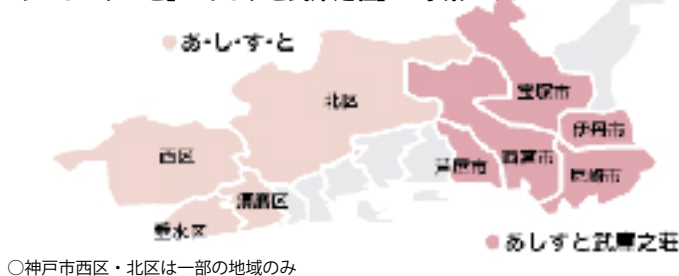 あ・し・す・と
北区
宝塚市
伊丹市
西区
芦屋市
西宮市
尼崎市
須磨区
垂水区
あしすと武庫之荘
○神戸市西区・北区は一部の地域のみ